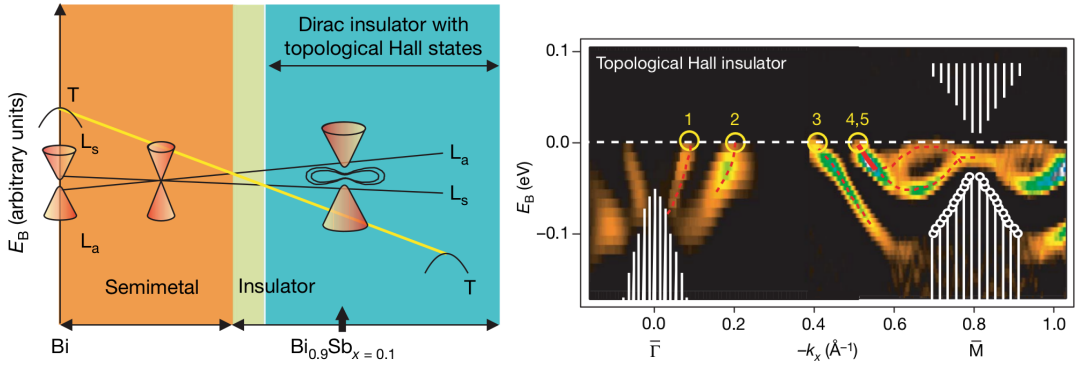 Dirac insulator with
topological Hall states
E_B (arbitrary units)
T
L_s
L_a
L_a
L_s
T
Semimetal
Insulator
Bi
Bi_0.9Sb_x = 0.1
Topological Hall insulator
E_B (eV)
0.1
0.0
−0.1
1
2
3
4,5
0.0
0.2
0.4
0.6
0.8
1.0
Γ̅
−k_x (Å⁻¹)
M̅